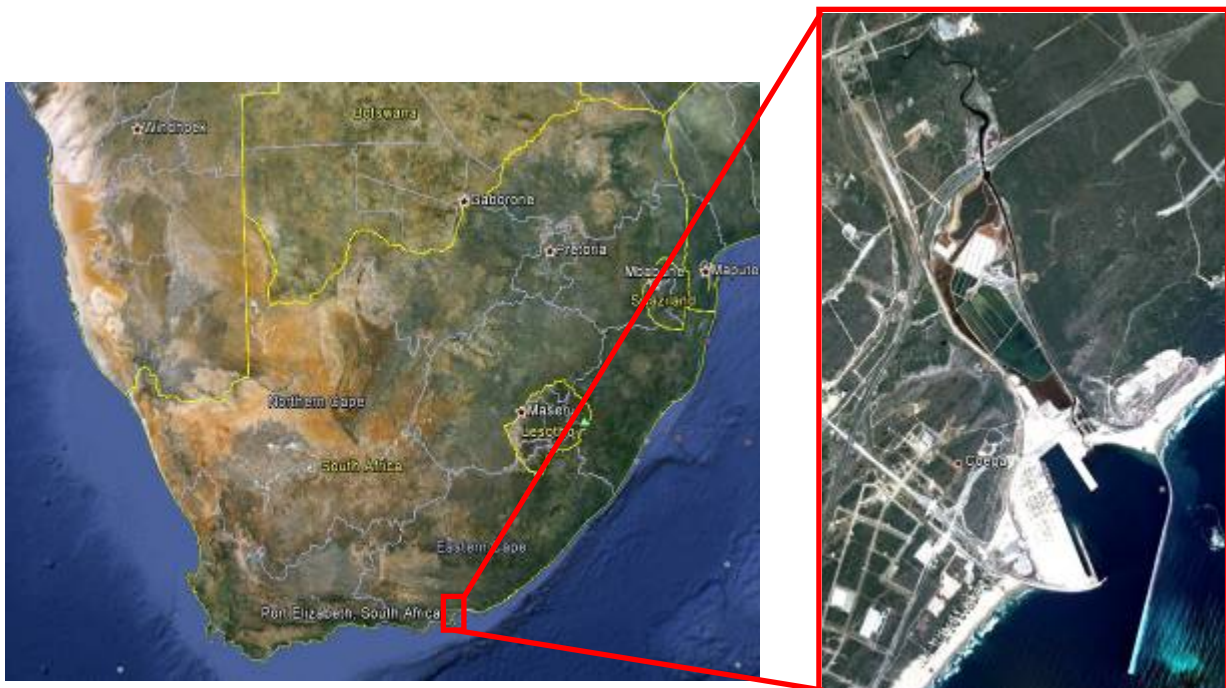 Botswana
Windhoek
Gaborone
Pretoria
Mbabane
Maputo
Swaziland
Northern Cape
Maseru
Lesotho
South Africa
Eastern Cape
Port Elizabeth, South Africa
Coega